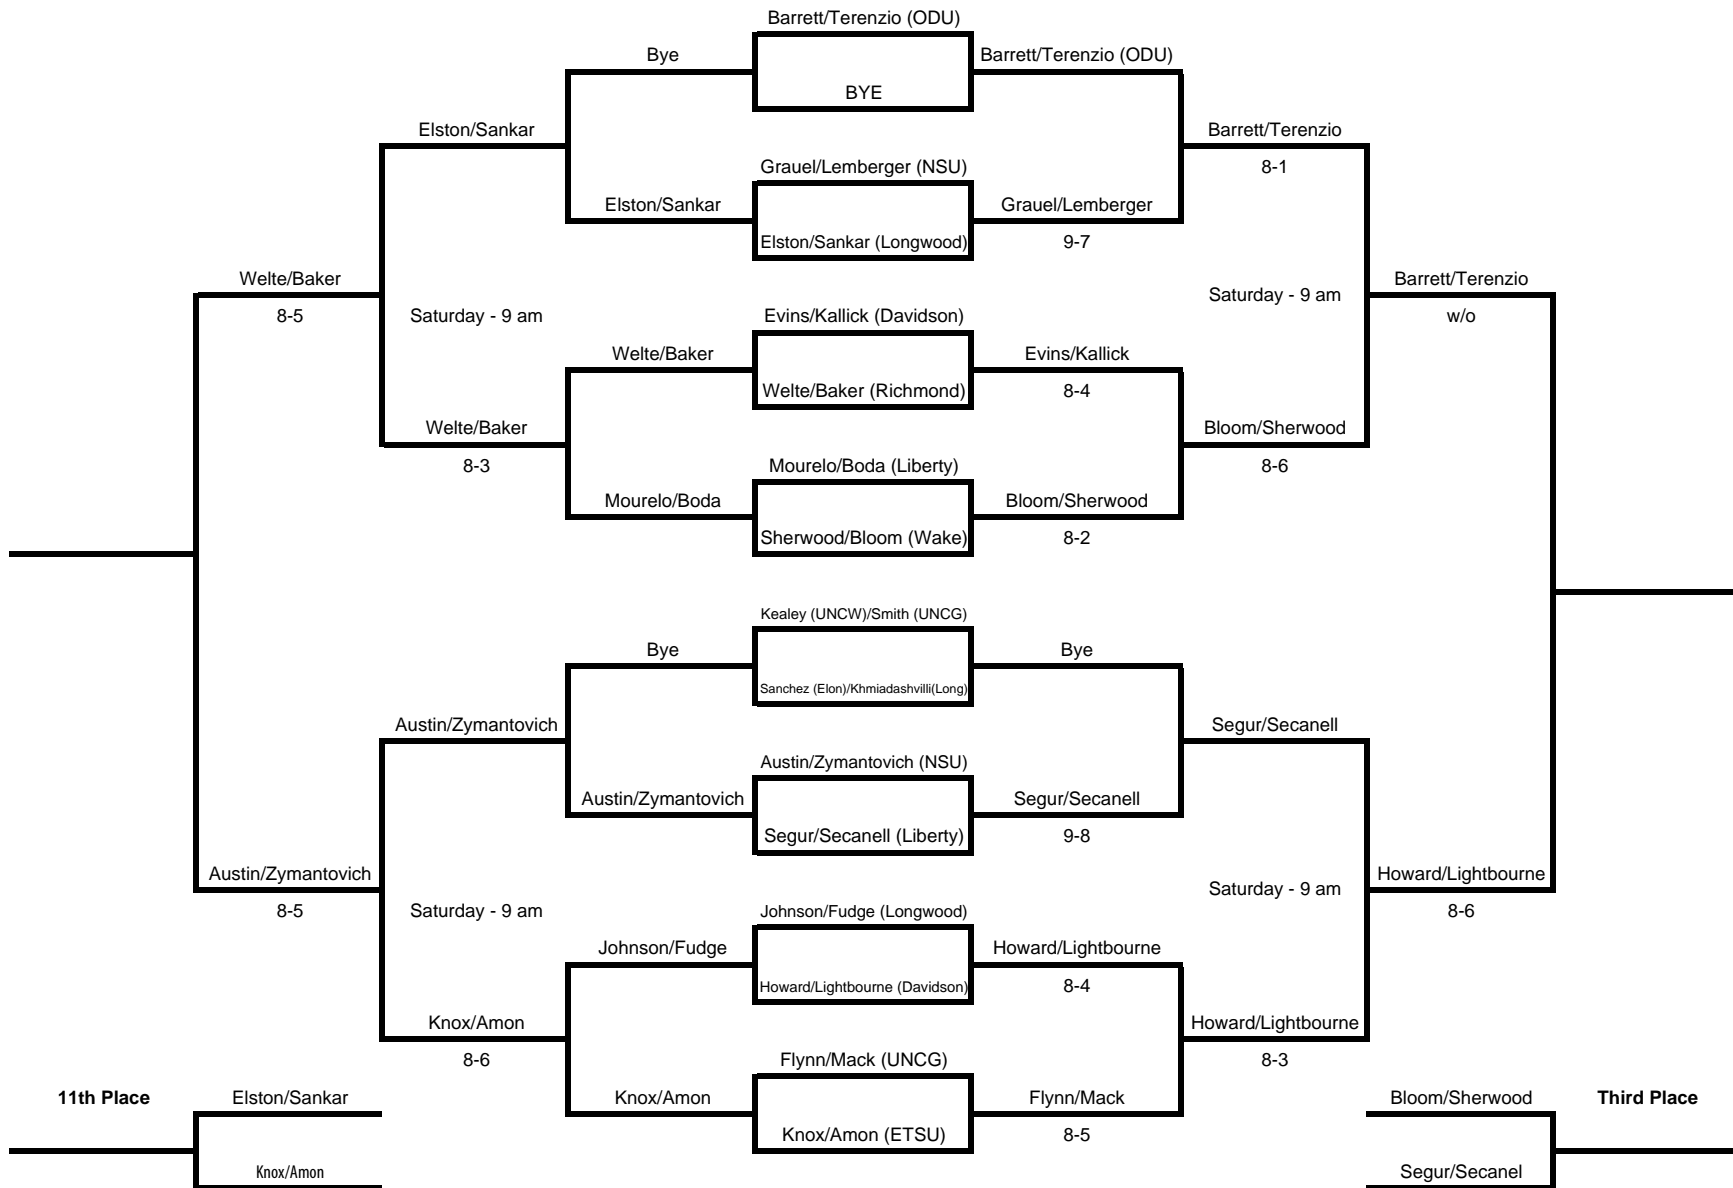 Barrett/Terenzio (ODU)
Bye
Barrett/Terenzio (ODU)
BYE
Elston/Sankar
Barrett/Terenzio
Grauel/Lemberger (NSU)
8-1
Elston/Sankar
Grauel/Lemberger
Elston/Sankar (Longwood)
9-7
Welte/Baker
Saturday - 9 am
Barrett/Terenzio
8-5
Saturday - 9 am
Evins/Kallick (Davidson)
w/o
Welte/Baker
Evins/Kallick
Welte/Baker (Richmond)
8-4
Welte/Baker
Bloom/Sherwood
8-3
Mourelo/Boda (Liberty)
8-6
Mourelo/Boda
Bloom/Sherwood
Sherwood/Bloom (Wake)
8-2
Kealey (UNCW)/Smith (UNCG)
Bye
Bye
Sanchez (Elon)/Khmiadashvilli(Long)
Austin/Zymantovich
Segur/Secanell
Austin/Zymantovich (NSU)
Austin/Zymantovich
Segur/Secanell
Segur/Secanell (Liberty)
9-8
Austin/Zymantovich
Saturday - 9 am
Howard/Lightbourne
8-5
Saturday - 9 am
Johnson/Fudge (Longwood)
8-6
Johnson/Fudge
Howard/Lightbourne
Howard/Lightbourne (Davidson)
8-4
Knox/Amon
Howard/Lightbourne
8-6
Flynn/Mack (UNCG)
8-3
11th Place
Elston/Sankar
Knox/Amon
Flynn/Mack
Bloom/Sherwood
Third Place
Knox/Amon (ETSU)
8-5
Knox/Amon
Segur/Secanel